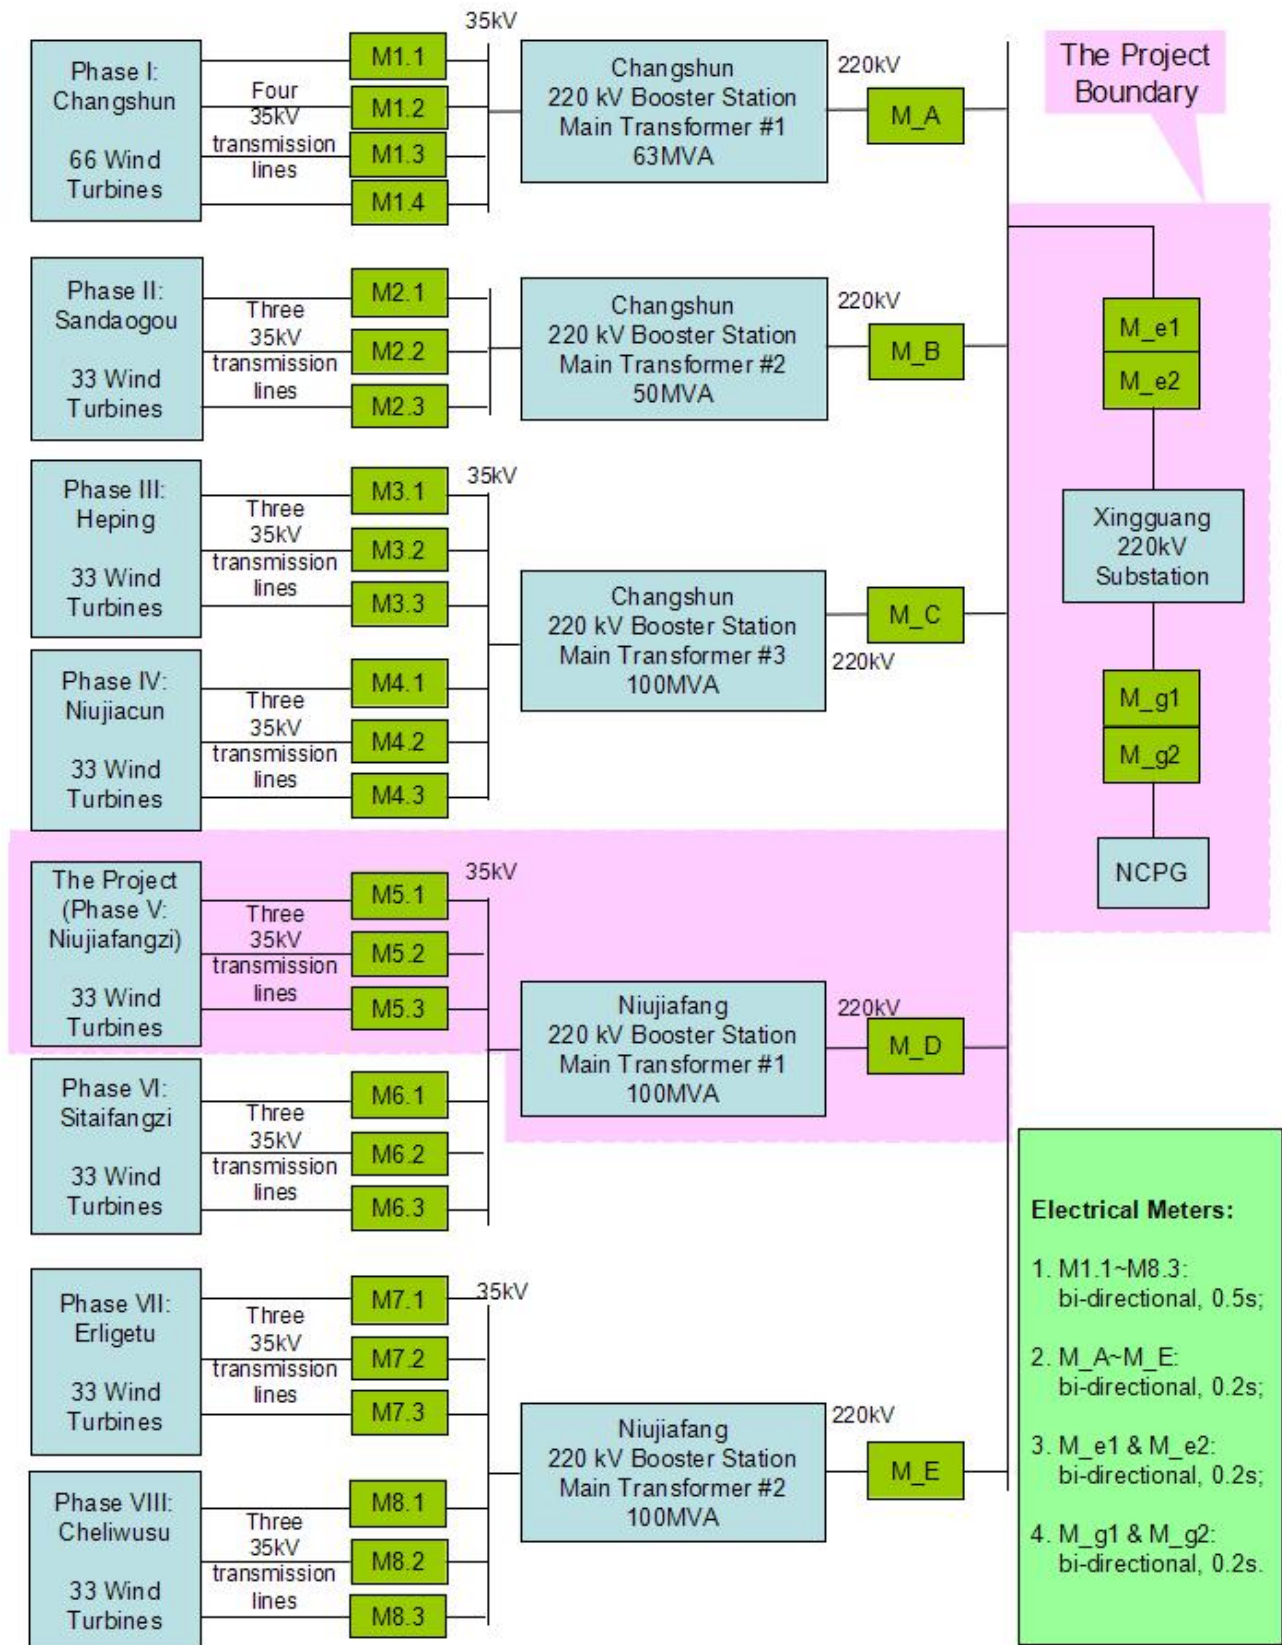 35kV
Phase I:
Changshun
66 Wind
Turbines
Four
35kV
transmission
lines
M1.1
M1.2
M1.3
M1.4
Changshun
220 kV Booster Station
Main Transformer #1
63MVA
220kV
M_A
The Project
Boundary
Phase II:
Sandaogou
33 Wind
Turbines
Three
35kV
transmission
lines
M2.1
M2.2
M2.3
Changshun
220 kV Booster Station
Main Transformer #2
50MVA
220kV
M_B
M_e1
M_e2
Xingguang
220kV
Substation
M_g1
M_g2
NCPG
Phase III:
Heping
33 Wind
Turbines
Three
35kV
transmission
lines
M3.1
M3.2
M3.3
35kV
Changshun
220 kV Booster Station
Main Transformer #3
100MVA
M_C
220kV
Phase IV:
Niujiacun
33 Wind
Turbines
Three
35kV
transmission
lines
M4.1
M4.2
M4.3
The Project
(Phase V:
Niujiafangzi)
33 Wind
Turbines
Three
35kV
transmission
lines
M5.1
M5.2
M5.3
35kV
Niujiafang
220 kV Booster Station
Main Transformer #1
100MVA
220kV
M_D
Phase VI:
Sitaifangzi
33 Wind
Turbines
Three
35kV
transmission
lines
M6.1
M6.2
M6.3
Phase VII:
Erligetu
33 Wind
Turbines
Three
35kV
transmission
lines
M7.1
M7.2
M7.3
35kV
Niujiafang
220 kV Booster Station
Main Transformer #2
100MVA
220kV
M_E
Phase VIII:
Cheliwusu
33 Wind
Turbines
Three
35kV
transmission
lines
M8.1
M8.2
M8.3
Electrical Meters:
1. M1.1~M8.3:
bi-directional, 0.5s;
2. M_A~M_E:
bi-directional, 0.2s;
3. M_e1 & M_e2:
bi-directional, 0.2s;
4. M_g1 & M_g2:
bi-directional, 0.2s.